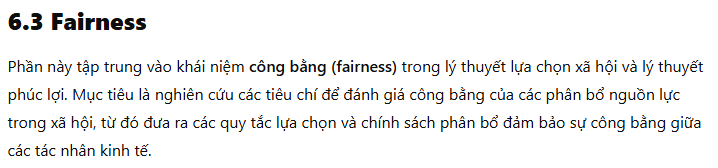 6.3 Fairness
Phần này tập trung vào khái niệm công bằng (fairness) trong lý thuyết lựa chọn xã hội và lý thuyết
phúc lợi. Mục tiêu là nghiên cứu các tiêu chí để đánh giá công bằng của các phân bổ nguồn lực
trong xã hội, từ đó đưa ra các quy tắc lựa chọn và chính sách phân bổ đảm bảo sự công bằng giữa
các tác nhân kinh tế.